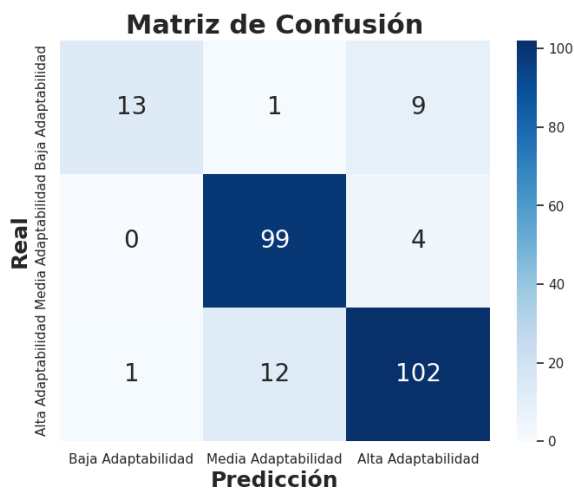 Matriz de Confusión
Real
Baja Adaptabilidad
13 1 9
Media Adaptabilidad
0 99 4
Alta Adaptabilidad
1 12 102
Baja Adaptabilidad Media Adaptabilidad Alta Adaptabilidad
Predicción
100
80
60
40
20
0